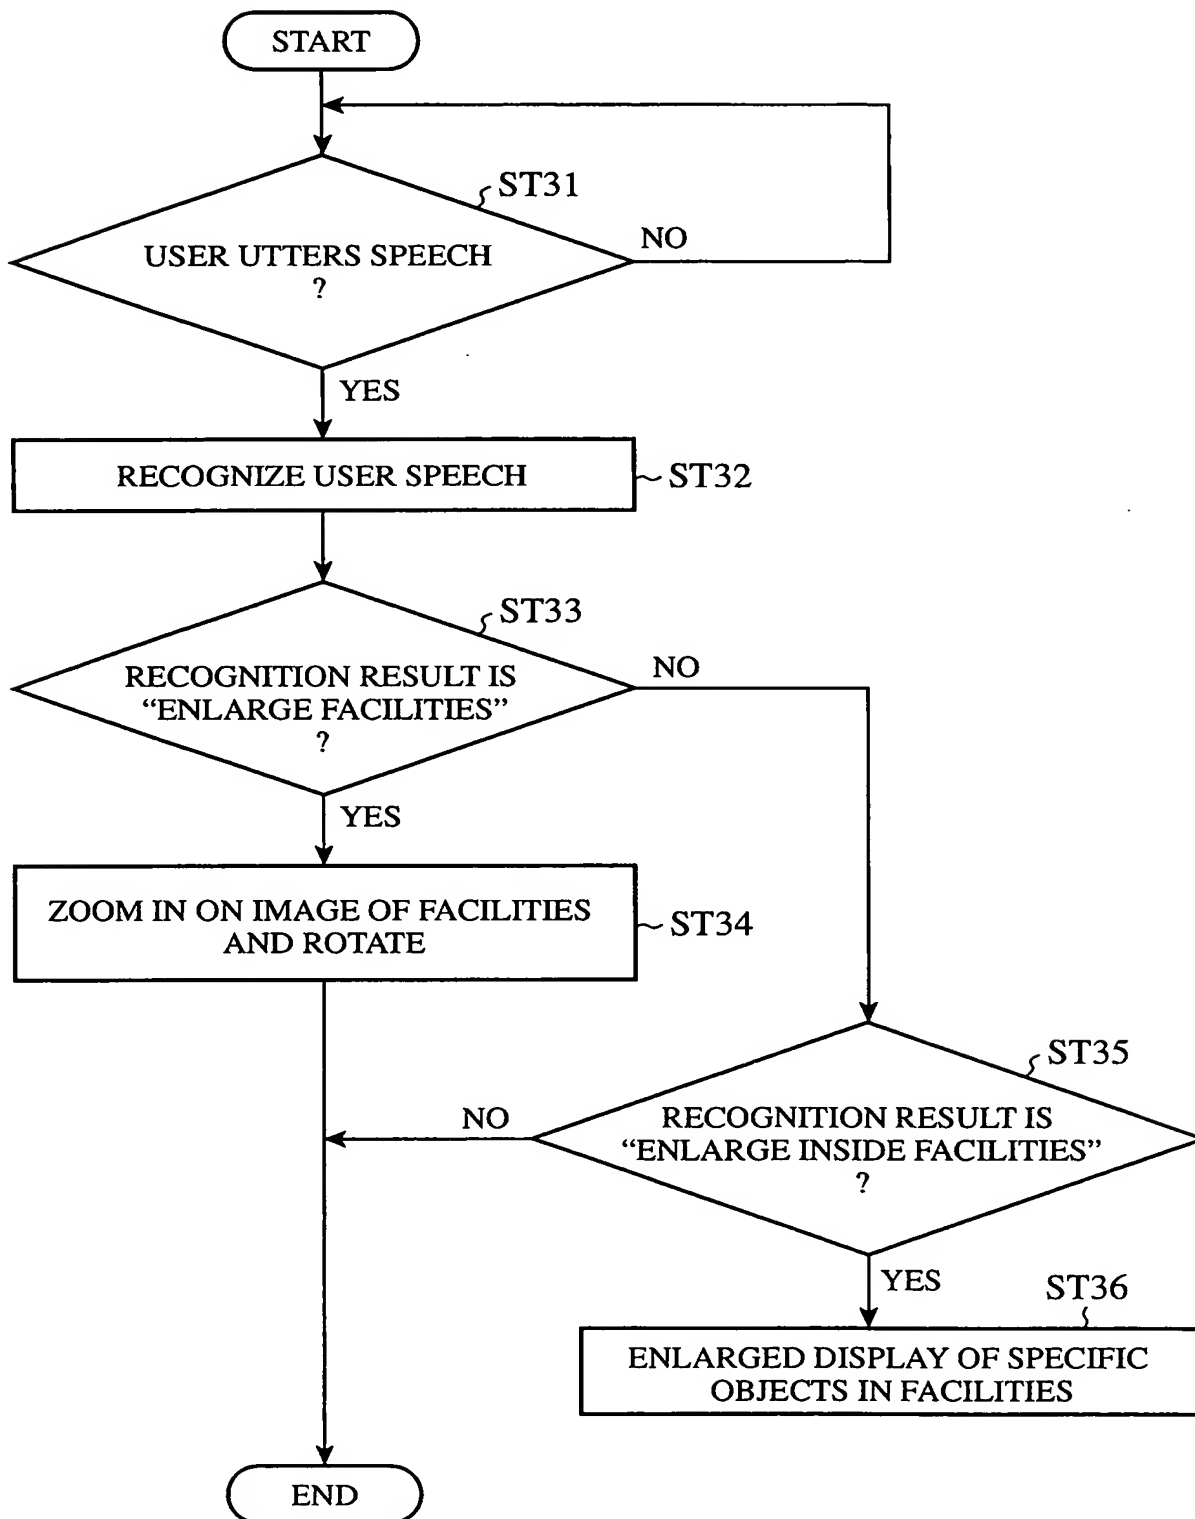 START
ST31
USER UTTERS SPEECH
?
NO
YES
RECOGNIZE USER SPEECH
ST32
ST33
RECOGNITION RESULT IS
“ENLARGE FACILITIES”
?
NO
YES
ZOOM IN ON IMAGE OF FACILITIES
AND ROTATE
ST34
ST35
NO
RECOGNITION RESULT IS
“ENLARGE INSIDE FACILITIES”
?
YES
ST36
ENLARGED DISPLAY OF SPECIFIC
OBJECTS IN FACILITIES
END